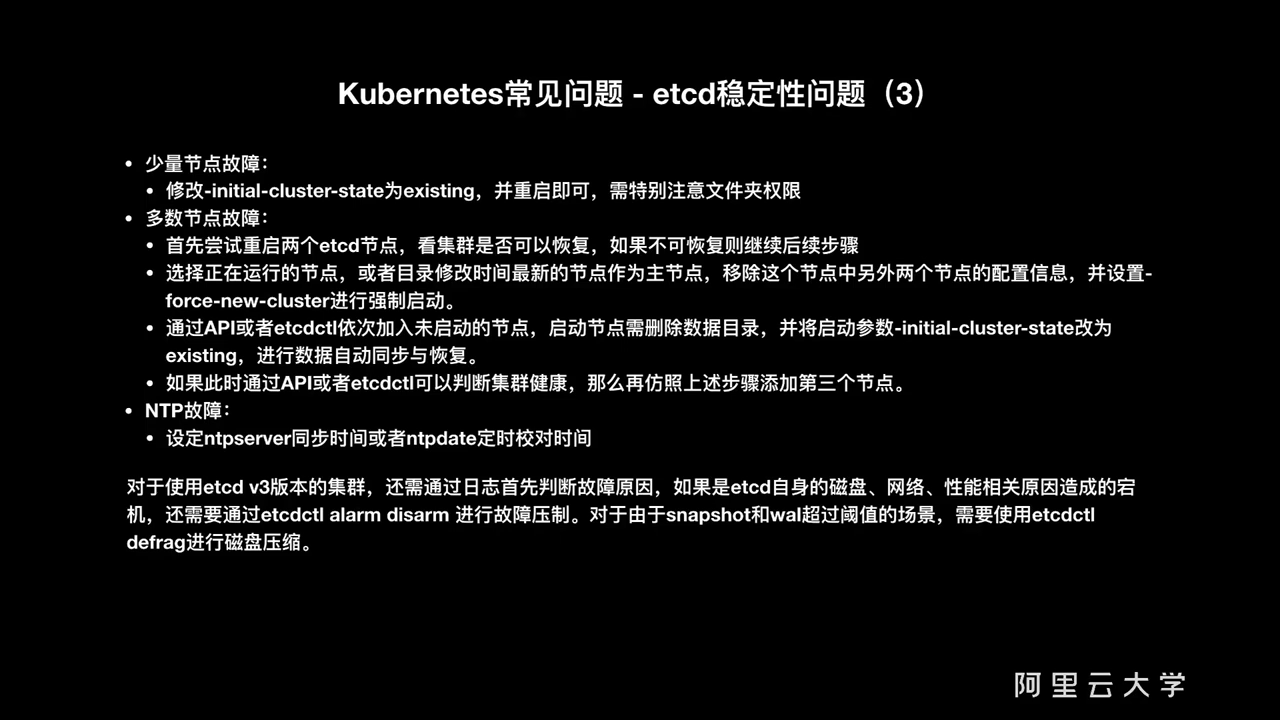 Kubernetes常见问题 - etcd稳定性问题（3）
• 少量节点故障：
• 修改-initial-cluster-state为existing，并重启即可，需特别注意文件夹权限
• 多数节点故障：
• 首先尝试重启两个etcd节点，看集群是否可以恢复，如果不可恢复则继续后续步骤
• 选择正在运行的节点，或者目录修改时间最新的节点作为主节点，移除这个节点中另外两个节点的配置信息，并设置-
force-new-cluster进行强制启动。
• 通过API或者etcdctl依次加入未启动的节点，启动节点需删除数据目录，并将启动参数-initial-cluster-state改为
existing，进行数据自动同步与恢复。
• 如果此时通过API或者etcdctl可以判断集群健康，那么再仿照上述步骤添加第三个节点。
• NTP故障：
• 设定ntpserver同步时间或者ntpdate定时校对时间
对于使用etcd v3版本的集群，还需通过日志首先判断故障原因，如果是etcd自身的磁盘、网络、性能相关原因造成的宕
机，还需要通过etcdctl alarm disarm 进行故障压制。对于由于snapshot和wal超过阈值的场景，需要使用etcdctl
defrag进行磁盘压缩。
阿里云大学